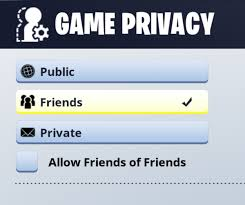 GAME PRIVACY
Public
Friends
Private
Allow Friends of Friends